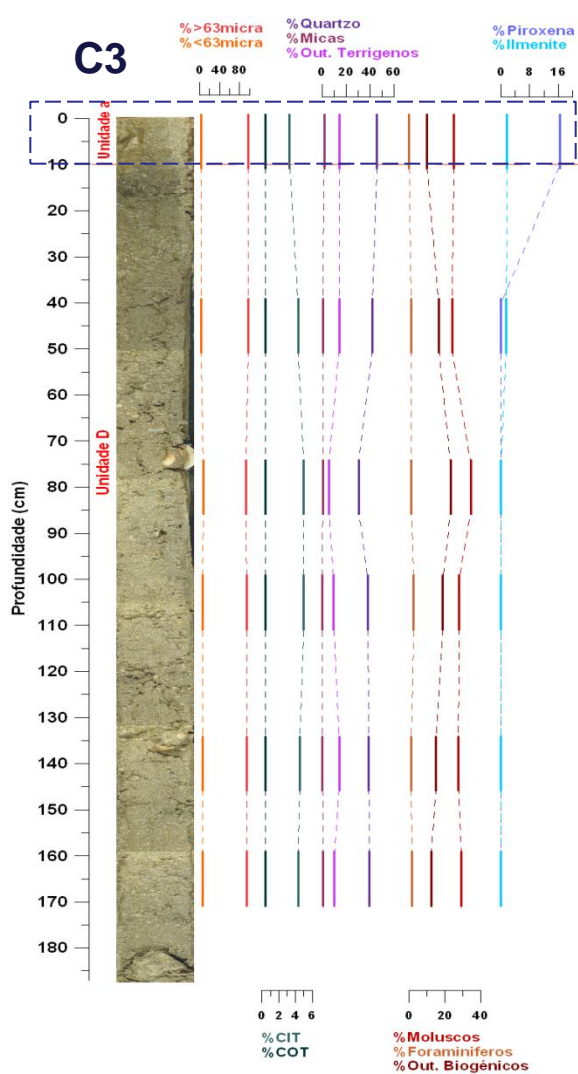 C3
%>63micra
%<63micra
0 40 80
%Quartzo
%Micas
%Out. Terrigenos
0 20 40 60
%Piroxena
%Ilmenite
0 8 16
Unidade a
Unidade D
Profundidade (cm)
0
10
20
30
40
50
60
70
80
90
100
110
120
130
140
150
160
170
180
0 2 4 6
%CIT
%COT
0 20 40
%Moluscos
%Foraminiferos
%Out. Biogénicos